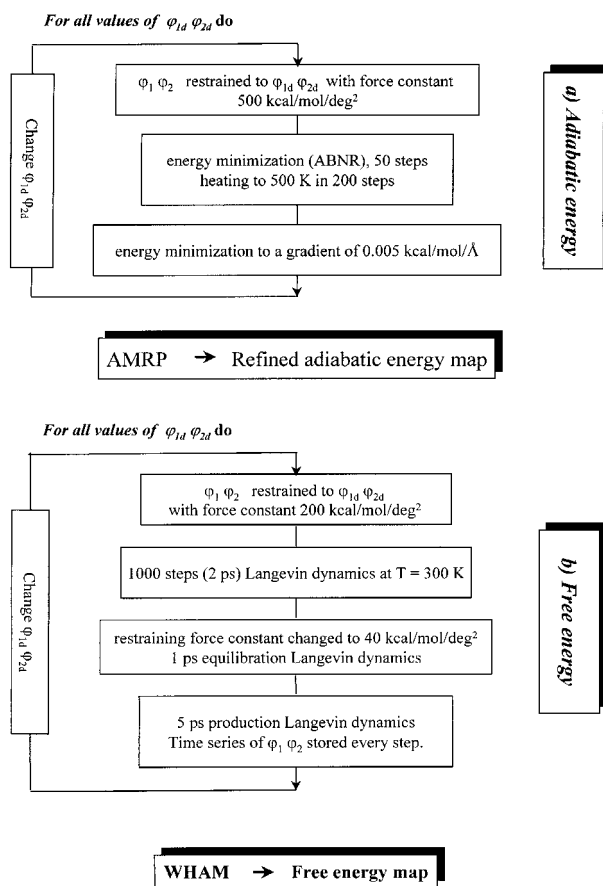 For all values of φ1d φ2d do
φ1 φ2 restrained to φ1d φ2d with force constant
500 kcal/mol/deg²
Change φ1d φ2d
energy minimization (ABNR), 50 steps
heating to 500 K in 200 steps
energy minimization to a gradient of 0.005 kcal/mol/Å
a) Adiabatic energy
AMRP → Refined adiabatic energy map
For all values of φ1d φ2d do
φ1 φ2 restrained to φ1d φ2d
with force constant 200 kcal/mol/deg²
Change φ1d φ2d
1000 steps (2 ps) Langevin dynamics at T = 300 K
restraining force constant changed to 40 kcal/mol/deg²
1 ps equilibration Langevin dynamics
5 ps production Langevin dynamics
Time series of φ1 φ2 stored every step.
b) Free energy
WHAM → Free energy map